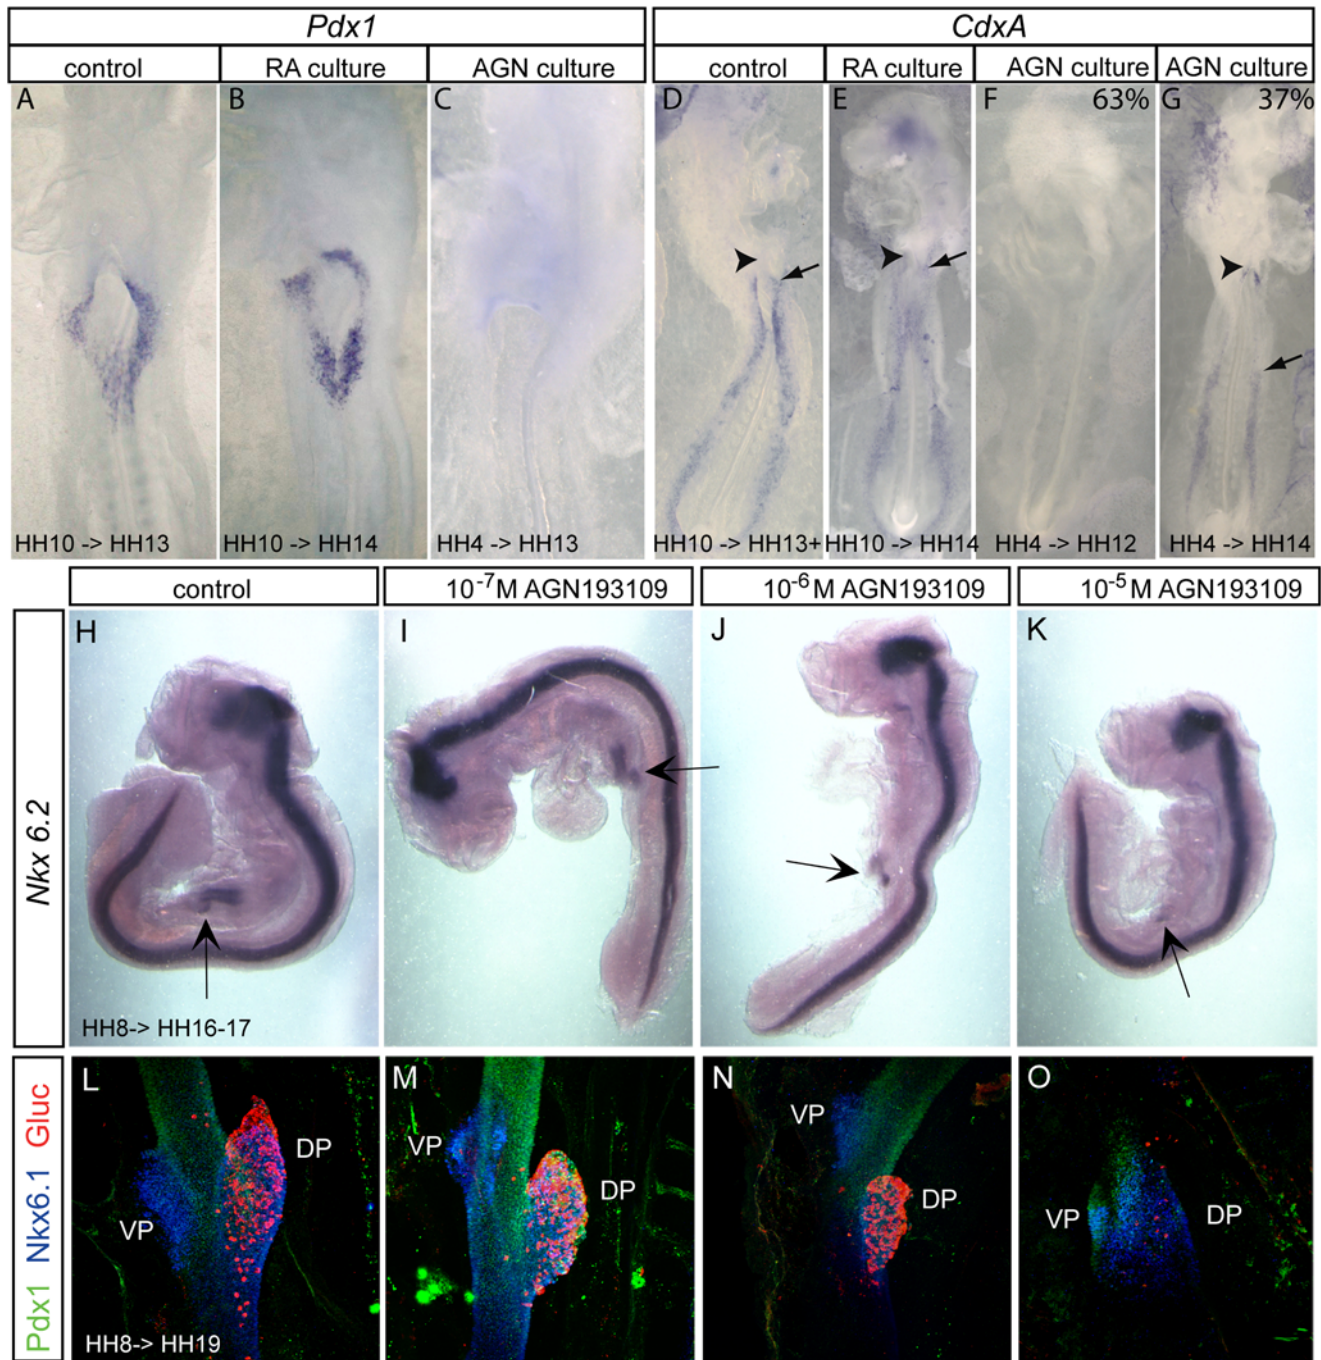 Pdx1 CdxA
control RA culture AGN culture control RA culture AGN culture AGN culture
A B C D E F 63% G 37%
HH10 -> HH13 HH10 -> HH14 HH4 -> HH13 HH10 -> HH13+ HH10 -> HH14 HH4 -> HH12 HH4 -> HH14
control 10-7M AGN193109 10-6M AGN193109 10-5M AGN193109
Nkx 6.2
H I J K
HH8-> HH16-17
Pdx1 Nkx6.1 Gluc
L M N O
VP DP VP DP VP DP VP DP
HH8-> HH19